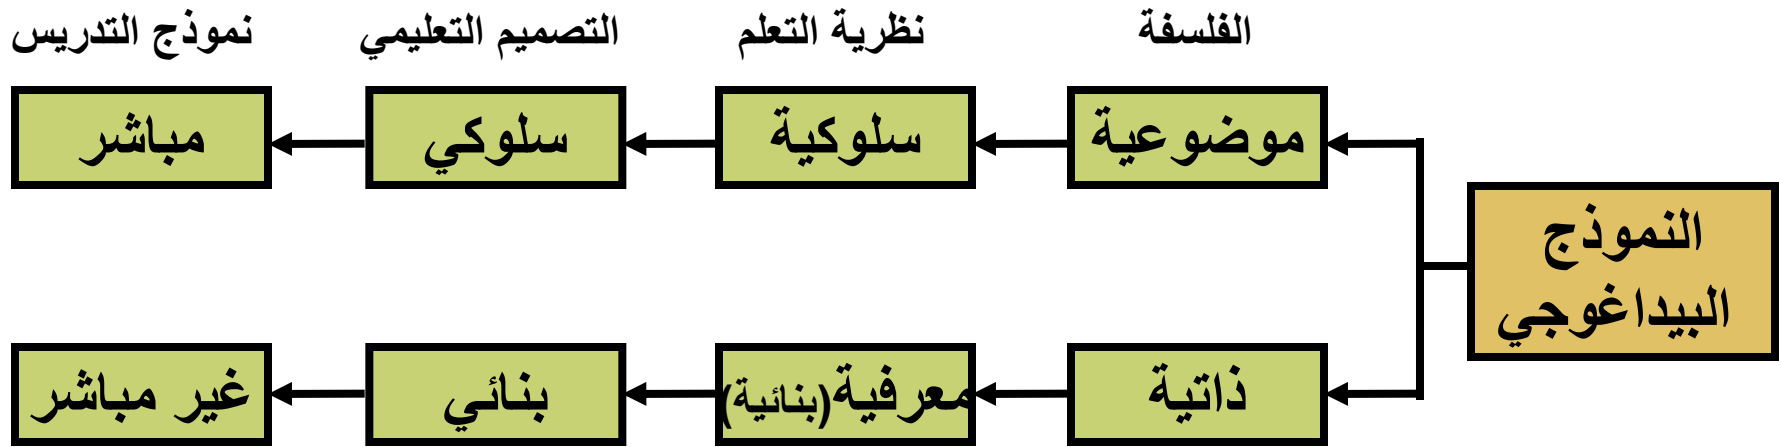 الفلسفة
نظرية التعلم
التصميم التعليمي
نموذج التدريس
موضوعية
سلوكية
سلوكي
مباشر
النموذج
البيداغوجي
ذاتية
معرفية(بنائية)
بنائي
غير مباشر